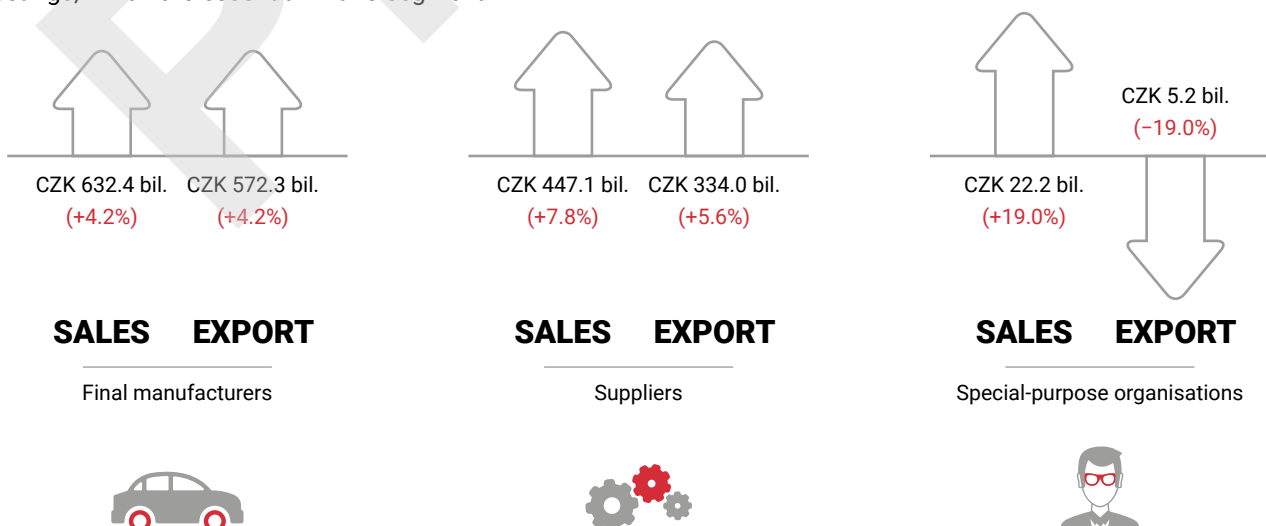 CZK 5.2 bil.
(−19.0%)
CZK 632.4 bil. CZK 572.3 bil.
(+4.2%) (+4.2%)
CZK 447.1 bil. CZK 334.0 bil.
(+7.8%) (+5.6%)
CZK 22.2 bil.
(+19.0%)
SALES EXPORT
Final manufacturers
SALES EXPORT
Suppliers
SALES EXPORT
Special-purpose organisations